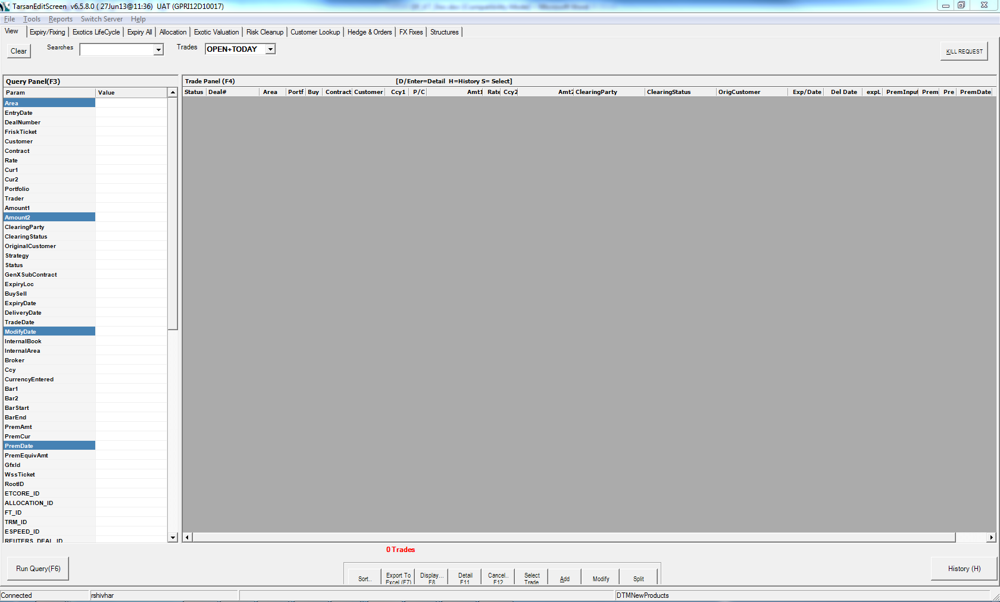 TarsanEditScreen v6.5.8.0 ( 27Jun13@11:36) UAT (GPRI12D10017)
File Tools Reports Switch Server Help
View Expiry/Fixing Exotics LifeCycle Expiry All Allocation Exotic Valuation Risk Cleanup Customer Lookup Hedge & Orders FX Fixes Structures
Clear Searches Trades OPEN+TODAY KILL REQUEST
Query Panel(F3) Trade Panel (F4) [D/Enter=Detail H=History S= Select]
Param Value Status Deal# Area Portf Buy Contract Customer Ccy1 P/C Amt1 Rate Ccy2 Amt2 ClearingParty ClearingStatus OrigCustomer Exp/Date Del Date expL PremInput Prem Pre PremDate
Area
EntryDate
DealNumber
FriskTicket
Customer
Contract
Rate
Cur1
Cur2
Portfolio
Trader
Amount1
Amount2
ClearingParty
ClearingStatus
OriginalCustomer
Strategy
Status
GenXSubContract
ExpiryLoc
BuySell
ExpiryDate
DeliveryDate
TradeDate
ModifyDate
InternalBook
InternalArea
Broker
Ccy
CurrencyEntered
Bar1
Bar2
BarStart
BarEnd
PremAmt
PremCur
PremDate
PremEquivAmt
GfxId
WssTicket
RootID
ETCORE_ID
ALLOCATION_ID
FT_ID
TRM_ID
ESPEED_ID
REUTERS_DEAL_ID
0 Trades
Run Query(F6) Sort.. Export To Excel (F7) Display... F8 Detail F11 Cancel.. F12 Select Trade Add Modify Split History (H)
Connected rshivhar DTMNewProducts